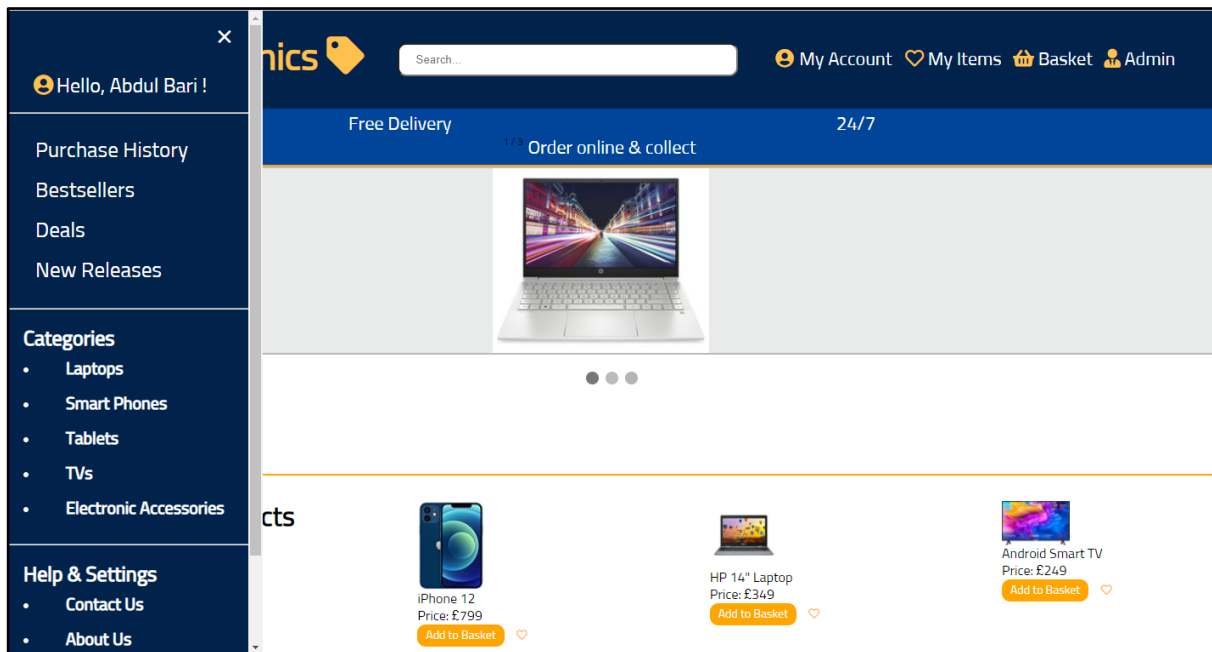 ×
Hello, Abdul Bari !
Purchase History
Bestsellers
Deals
New Releases
Categories
• Laptops
• Smart Phones
• Tablets
• TVs
• Electronic Accessories
Help & Settings
• Contact Us
• About Us
nics
Search...
My Account My Items Basket Admin
Free Delivery 24/7
1 / 3 Order online & collect
cts
iPhone 12
Price: £799
Add to Basket
HP 14" Laptop
Price: £349
Add to Basket
Android Smart TV
Price: £249
Add to Basket